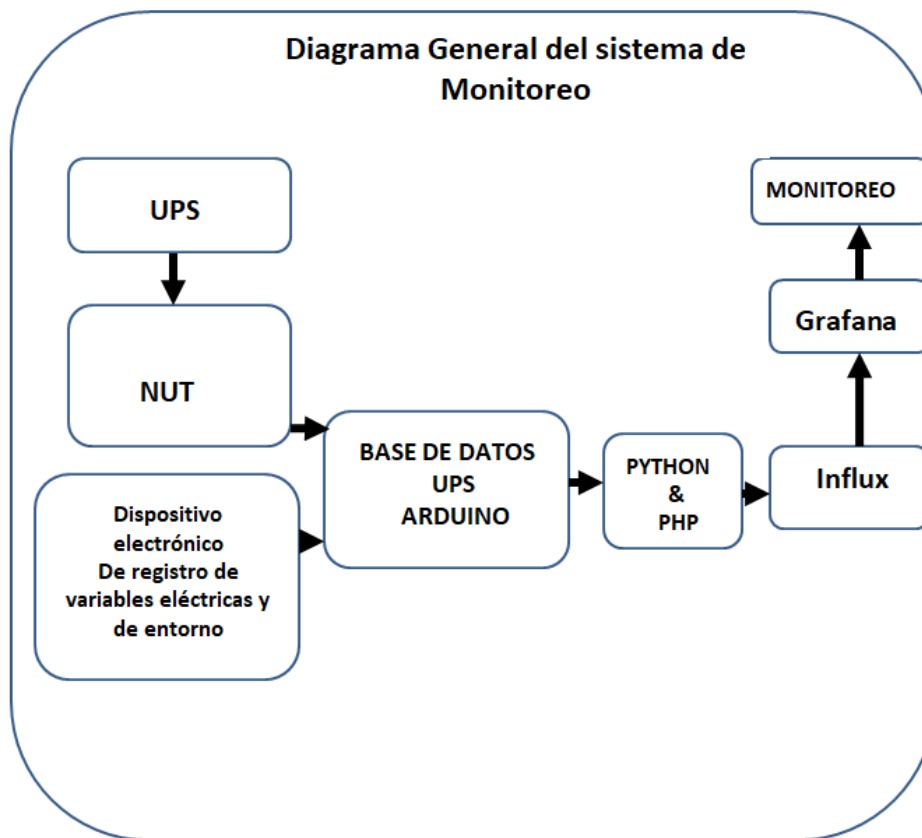 Diagrama General del sistema de
Monitoreo
UPS
MONITOREO
NUT
Grafana
BASE DE DATOS
UPS
ARDUINO
PYTHON
&
PHP
Influx
Dispositivo
electrónico
De registro de
variables eléctricas y
de entorno